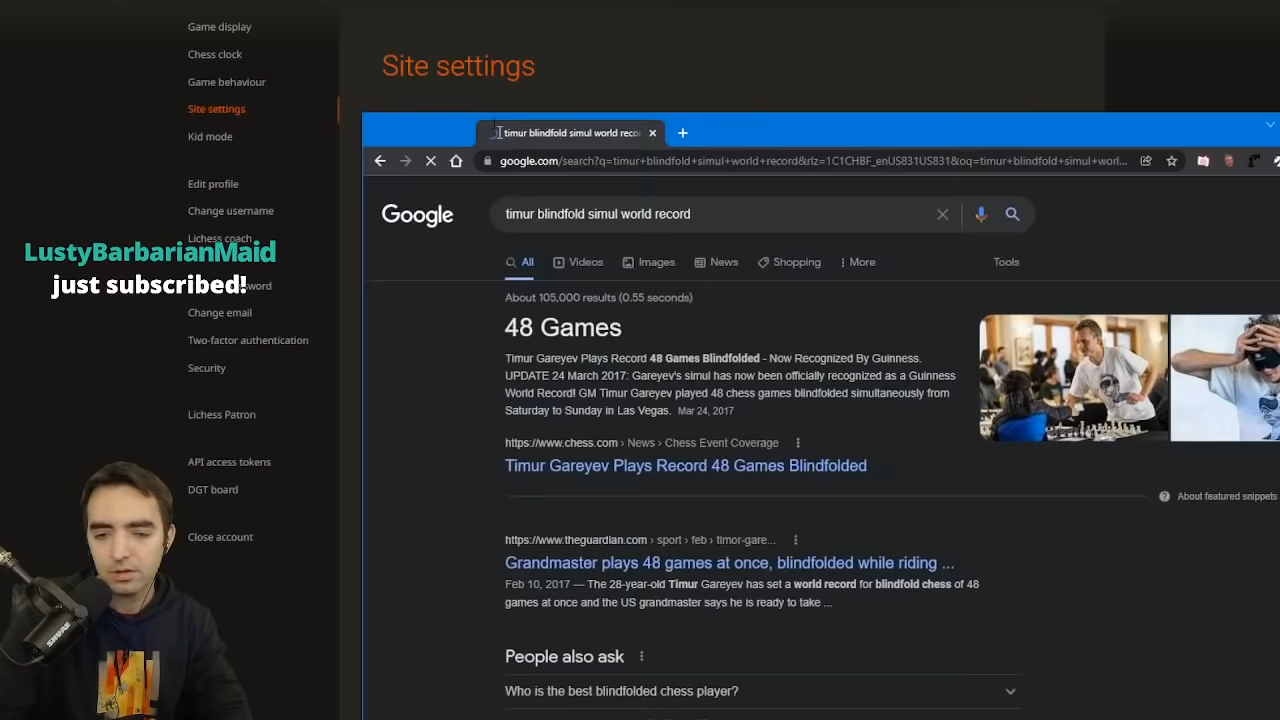 Game display
Chess clock
Game behaviour
Site settings
Kid mode
Edit profile
Change username
Lichess coach
LustyBarbarianMaid
just subscribed!
Change email
Two-factor authentication
Security
Lichess Patron
API access tokens
DGT board
Close account
Site settings
timur blindfold simul world reco
google.com/search?q=timur+blindfold+simul+world+record&rlz=1C1CHBF_enUS831US831&oq=timur+blindfold+simul+worl...
Google
timur blindfold simul world record
All
Videos
Images
News
Shopping
More
Tools
About 105,000 results (0.55 seconds)
48 Games
Timur Gareyev Plays Record 48 Games Blindfolded - Now Recognized By Guinness.
UPDATE 24 March 2017: Gareyev's simul has now been officially recognized as a Guinness
World Record! GM Timur Gareyev played 48 chess games blindfolded simultaneously from
Saturday to Sunday in Las Vegas. Mar 24, 2017
https://www.chess.com › News › Chess Event Coverage
Timur Gareyev Plays Record 48 Games Blindfolded
About featured snippets
https://www.theguardian.com › sport › feb › timor-gare...
Grandmaster plays 48 games at once, blindfolded while riding ...
Feb 10, 2017 — The 28-year-old Timur Gareyev has set a world record for blindfold chess of 48
games at once and the US grandmaster says he is ready to take ...
People also ask
Who is the best blindfolded chess player?
SHURE